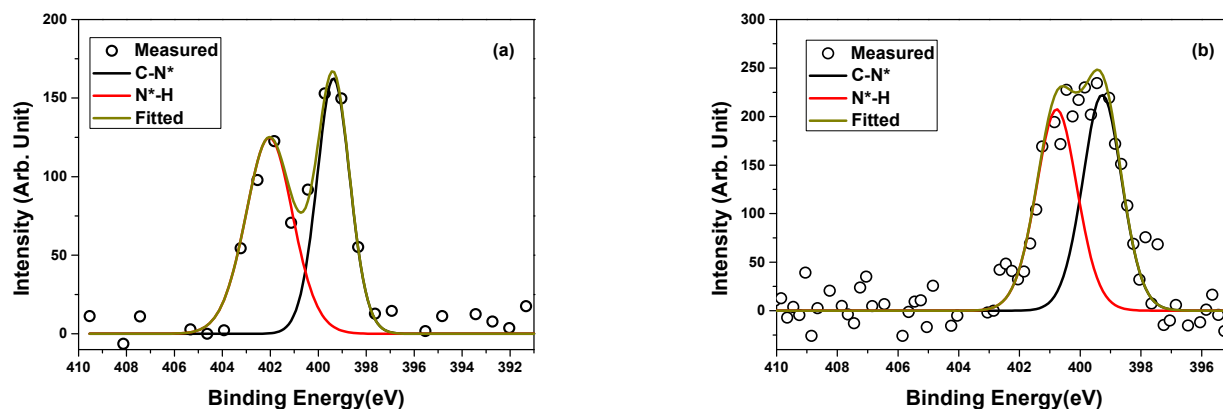 200
150
100
50
0
Intensity (Arb. Unit)
Measured
C-N*
N*-H
Fitted
(a)
410 408 406 404 402 400 398 396 394 392
Binding Energy(eV)
300
250
200
150
100
50
0
-50
Intensity (Arb. Unit)
Measured
C-N*
N*-H
Fitted
(b)
410 408 406 404 402 400 398 396
Binding Energy(eV)